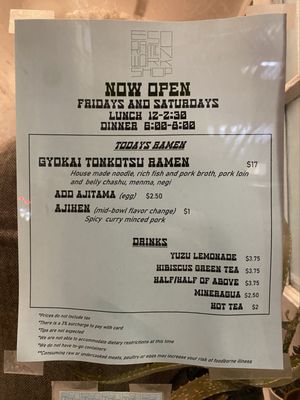 NOW OPEN
FRIDAYS AND SATURDAYS
LUNCH 12-2:30
DINNER 6:00-8:00
TODAYS RAMEN
GYOKAI TONKOTSU RAMEN $17
House made noodle, rich fish and pork broth, pork loin
and belly chashu, menma, negi
ADD AJITAMA (egg) $2.50
AJIHEN (mid-bowl flavor change) $1
Spicy curry minced pork
DRINKS
YUZU LEMONADE $3.75
HIBISCUS GREEN TEA $3.75
HALF/HALF OF ABOVE $3.75
MINERAGUA $2.50
HOT TEA $2
*Prices do not include tax
*There is a 3% surcharge to pay with card
*Tips are not expected
*We are not able to accommodate dietary restrictions at this time
*We do not have to-go containers
**Consuming raw or undercooked meats, poultry or eggs may increase your risk of foodborne illness